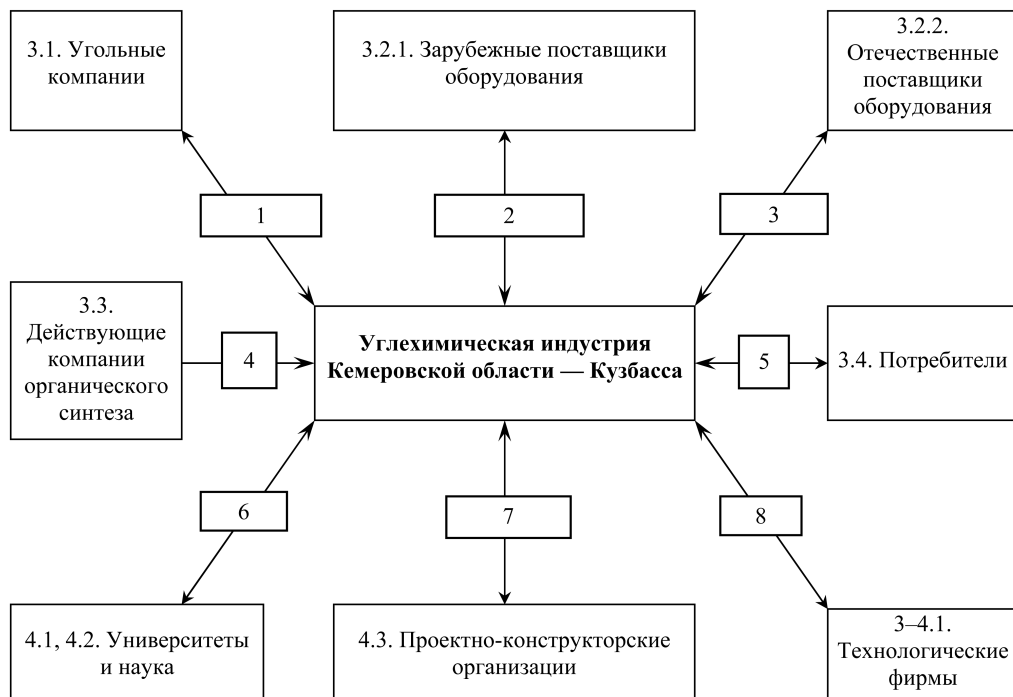 3.1. Угольные
компании
3.2.1. Зарубежные поставщики
оборудования
3.2.2.
Отечественные
поставщики
оборудования
1
2
3
3.3.
Действующие
компании
органического
синтеза
4
Углехимическая индустрия
Кемеровской области — Кузбасса
5
3.4. Потребители
6
7
8
4.1, 4.2. Университеты
и наука
4.3. Проектно-конструкторские
организации
3–4.1.
Технологические
фирмы